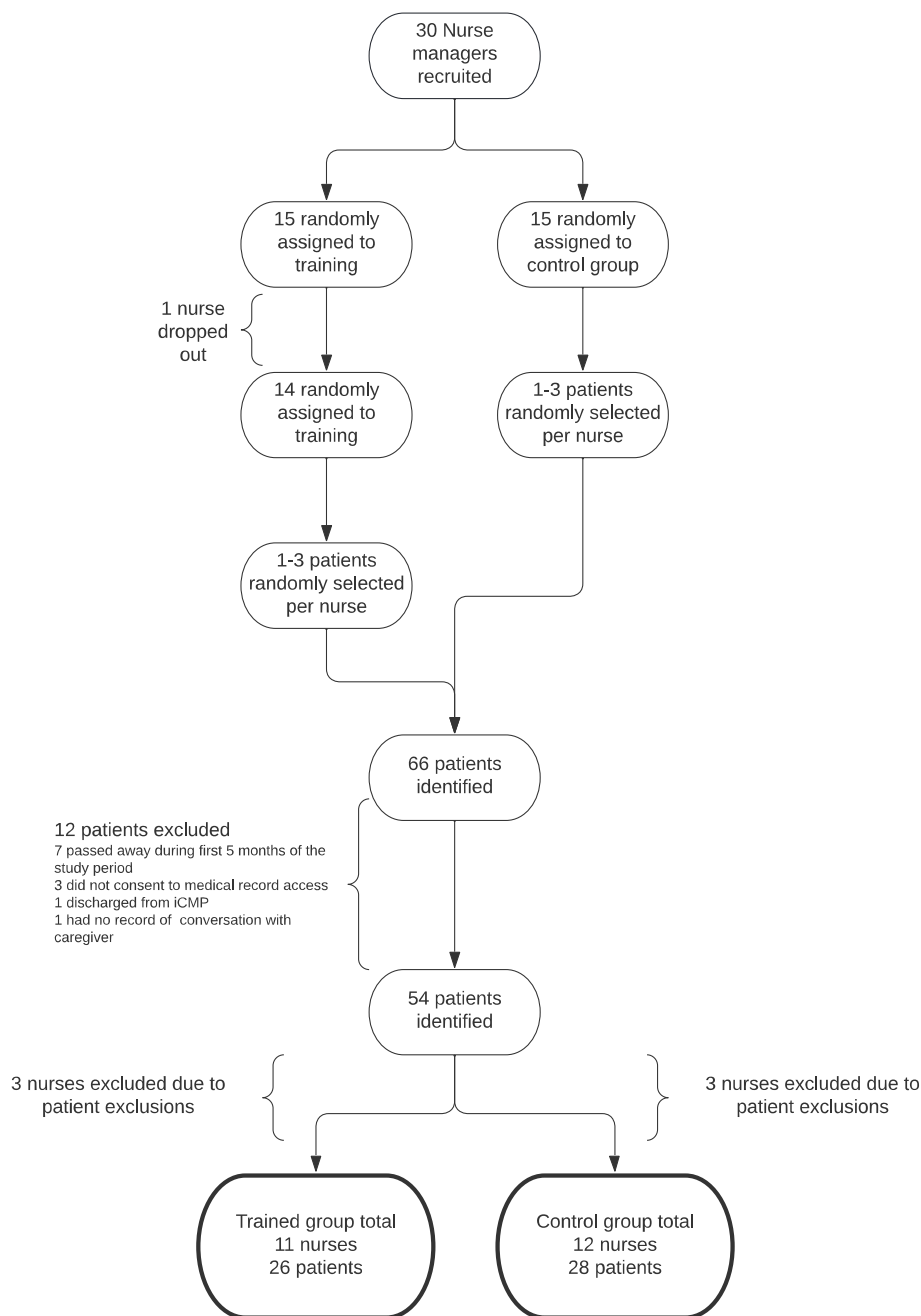 30 Nurse
managers
recruited
15 randomly
assigned to
training
15 randomly
assigned to
control group
1 nurse
dropped
out
14 randomly
assigned to
training
1-3 patients
randomly selected
per nurse
1-3 patients
randomly selected
per nurse
66 patients
identified
12 patients excluded
7 passed away during first 5 months of the
study period
3 did not consent to medical record access
1 discharged from iCMP
1 had no record of  conversation with
caregiver
54 patients
identified
3 nurses excluded due to
patient exclusions
3 nurses excluded due to
patient exclusions
Trained group total
11 nurses
26 patients
Control group total
12 nurses
28 patients